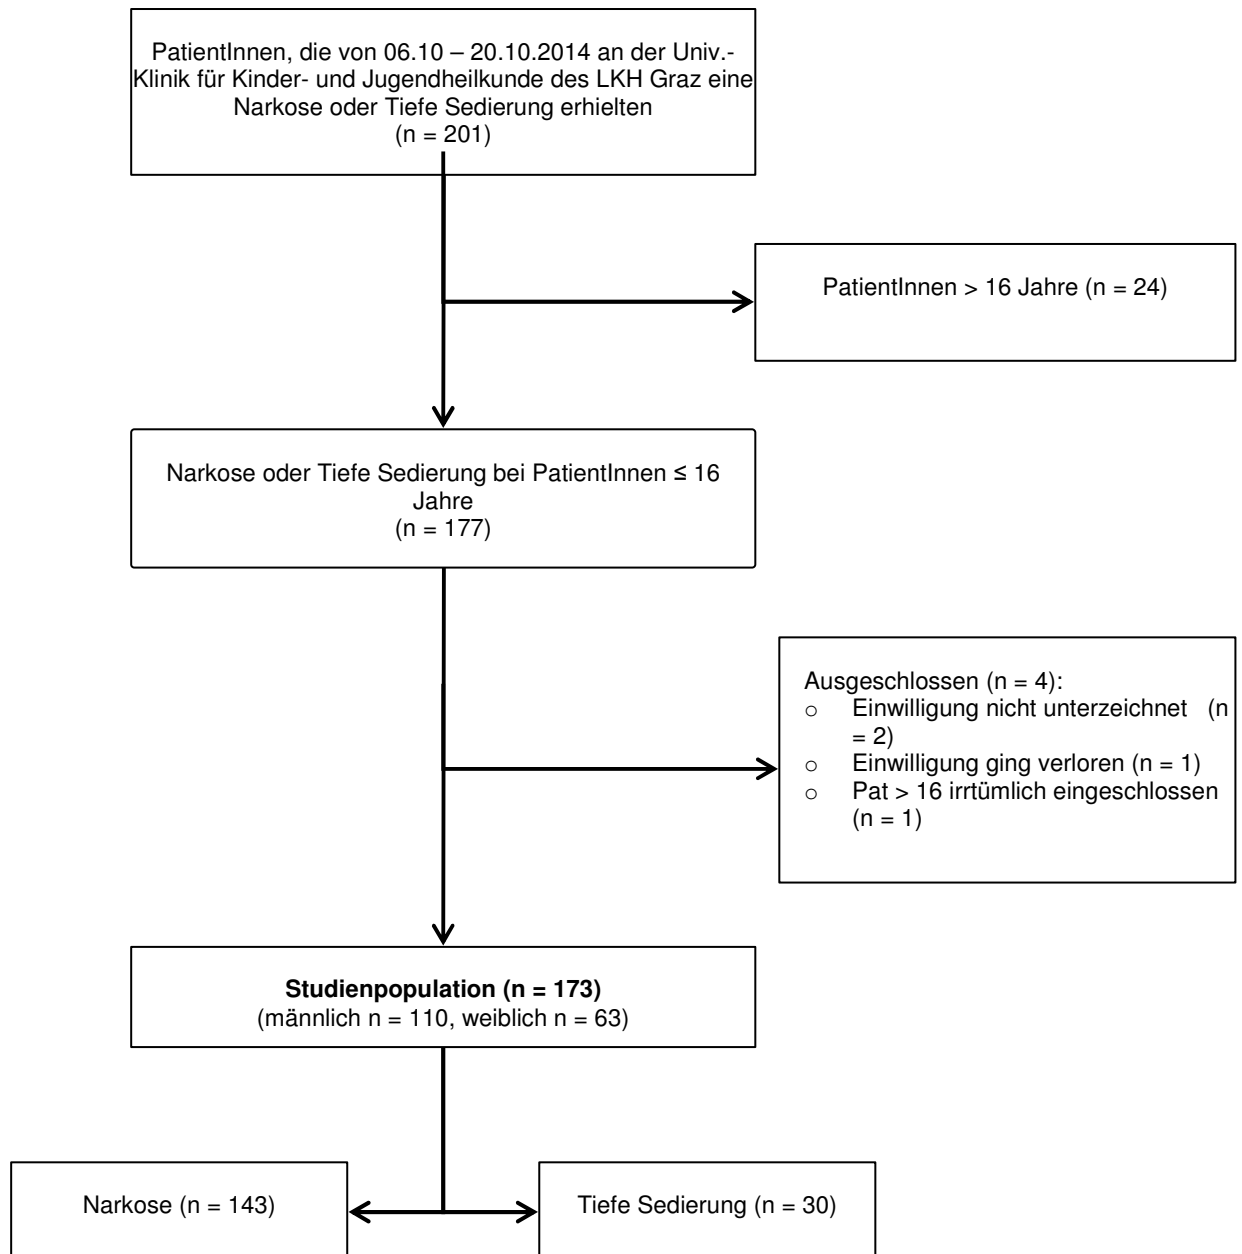 PatientInnen, die von 06.10 – 20.10.2014 an der Univ.-
Klinik für Kinder- und Jugendheilkunde des LKH Graz eine
Narkose oder Tiefe Sedierung erhielten
(n = 201)
PatientInnen > 16 Jahre (n = 24)
Narkose oder Tiefe Sedierung bei PatientInnen ≤ 16
Jahre
(n = 177)
Ausgeschlossen (n = 4):
o Einwilligung nicht unterzeichnet (n
= 2)
o Einwilligung ging verloren (n = 1)
o Pat > 16 irrtümlich eingeschlossen
(n = 1)
Studienpopulation (n = 173)
(männlich n = 110, weiblich n = 63)
Narkose (n = 143)
Tiefe Sedierung (n = 30)